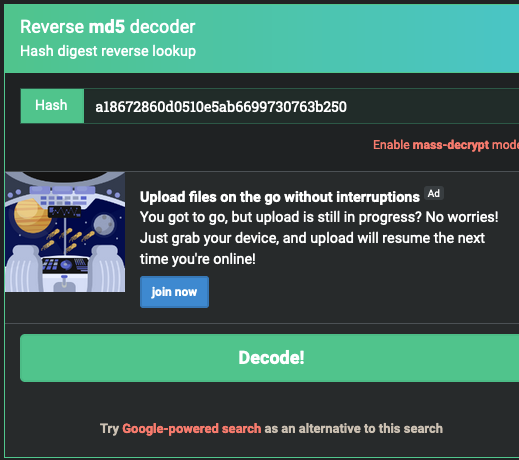 Reverse md5 decoder
Hash digest reverse lookup
Hash a18672860d0510e5ab6699730763b250
Enable mass-decrypt mode
Upload files on the go without interruptions Ad
You got to go, but upload is still in progress? No worries!
Just grab your device, and upload will resume the next
time you're online!
join now
Decode!
Try Google-powered search as an alternative to this search